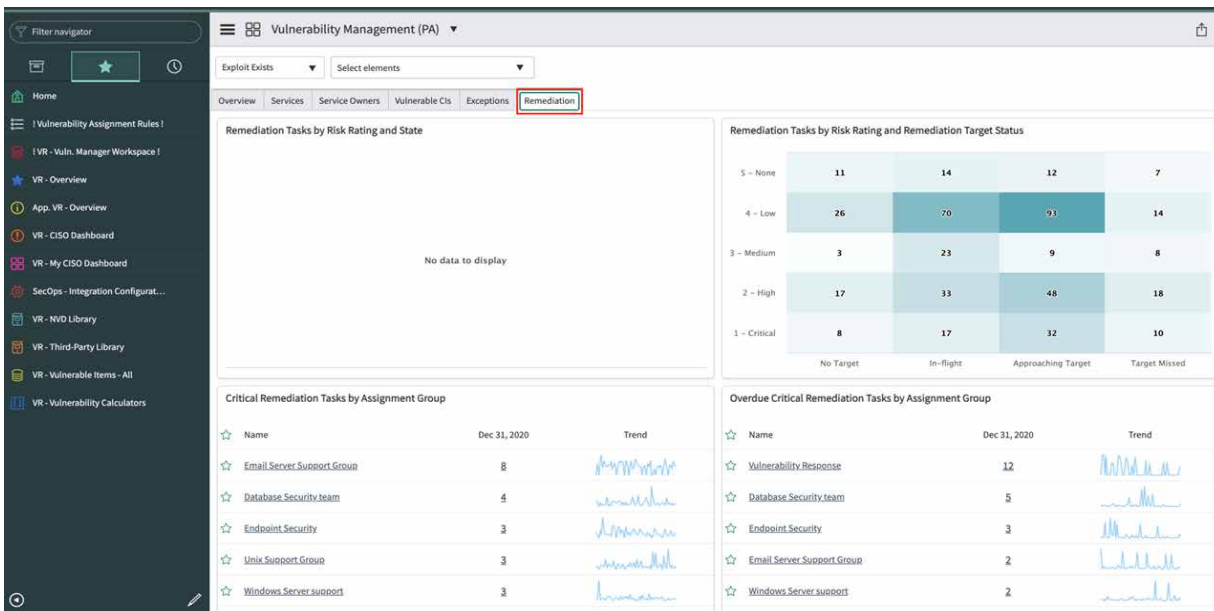 Filter navigator
Home
! Vulnerability Assignment Rules !
! VR - Vuln. Manager Workspace !
VR - Overview
App. VR - Overview
VR - CISO Dashboard
VR - My CISO Dashboard
SecOps - Integration Configurat...
VR - NVD Library
VR - Third-Party Library
VR - Vulnerable Items - All
VR - Vulnerability Calculators
Vulnerability Management (PA)
Exploit Exists
Select elements
Overview Services Service Owners Vulnerable CIs Exceptions Remediation
Remediation Tasks by Risk Rating and State
No data to display
Remediation Tasks by Risk Rating and Remediation Target Status
5 - None 11 14 12 7
4 - Low 26 70 93 14
3 - Medium 3 23 9 8
2 - High 17 33 48 18
1 - Critical 8 17 32 10
No Target In-flight Approaching Target Target Missed
Critical Remediation Tasks by Assignment Group
Name Dec 31, 2020 Trend
Email Server Support Group 8
Database Security team 4
Endpoint Security 3
Unix Support Group 3
Windows Server support 3
Overdue Critical Remediation Tasks by Assignment Group
Name Dec 31, 2020 Trend
Vulnerability Response 12
Database Security team 5
Endpoint Security 3
Email Server Support Group 2
Windows Server support 2